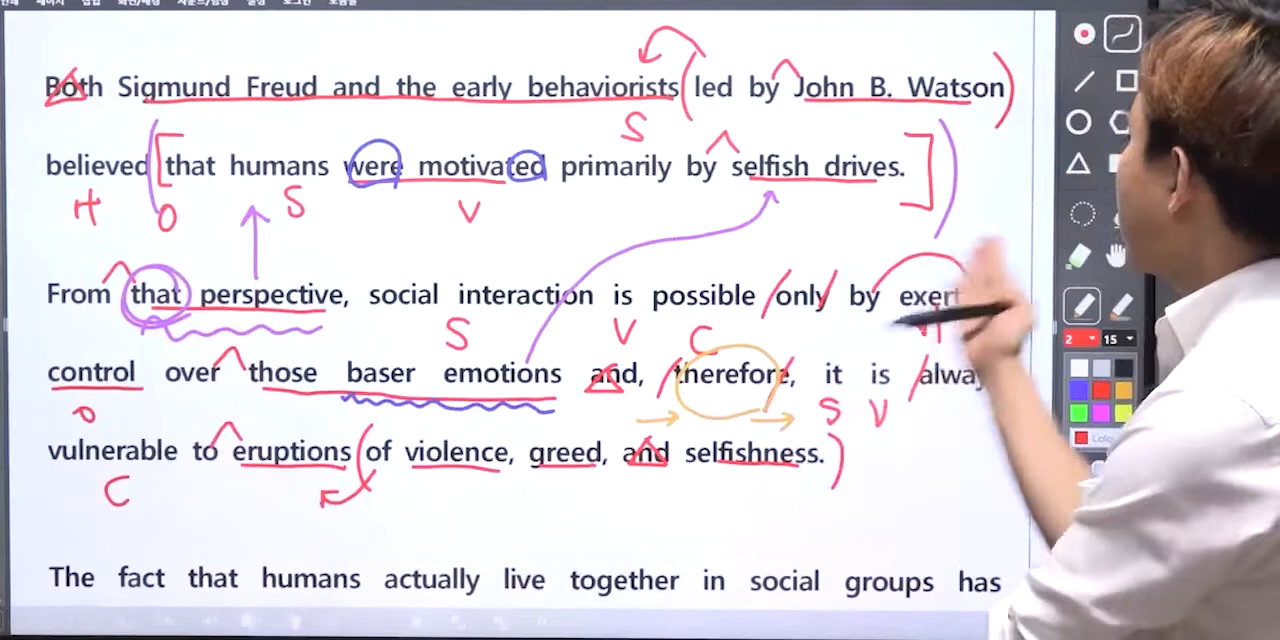 Both Sigmund Freud and the early behaviorists (led by John B. Watson)
S
believed [that humans were motivated primarily by selfish drives.]
O S V
From that perspective, social interaction is possible only by
S V C
control over those baser emotions and, therefore, it is
O S V
vulnerable to eruptions (of violence, greed, and selfishness.)
C
The fact that humans actually live together in social groups has
2 15